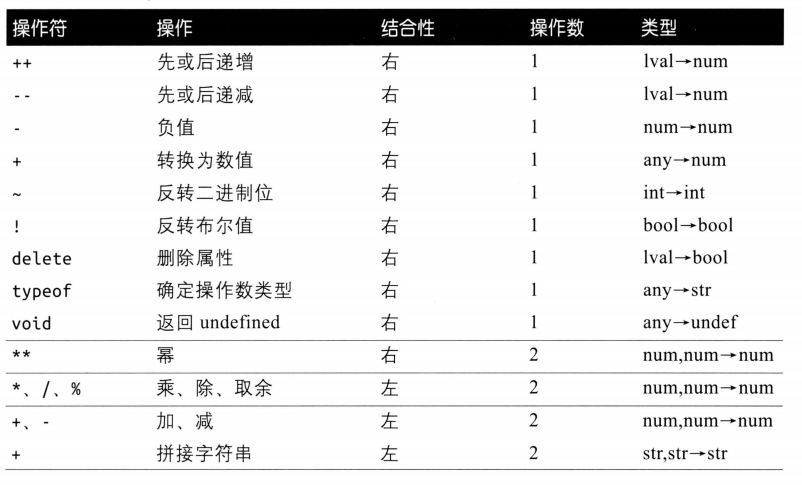 操作符 操作 结合性 操作数 类型
++ 先或后递增 右 1 lval→num
-- 先或后递减 右 1 lval→num
- 负值 右 1 num→num
+ 转换为数值 右 1 any→num
~ 反转二进制位 右 1 int→int
! 反转布尔值 右 1 bool→bool
delete 删除属性 右 1 lval→bool
typeof 确定操作数类型 右 1 any→str
void 返回 undefined 右 1 any→undef
** 幂 右 2 num,num→num
*、/、% 乘、除、取余 左 2 num,num→num
+、- 加、减 左 2 num,num→num
+ 拼接字符串 左 2 str,str→str